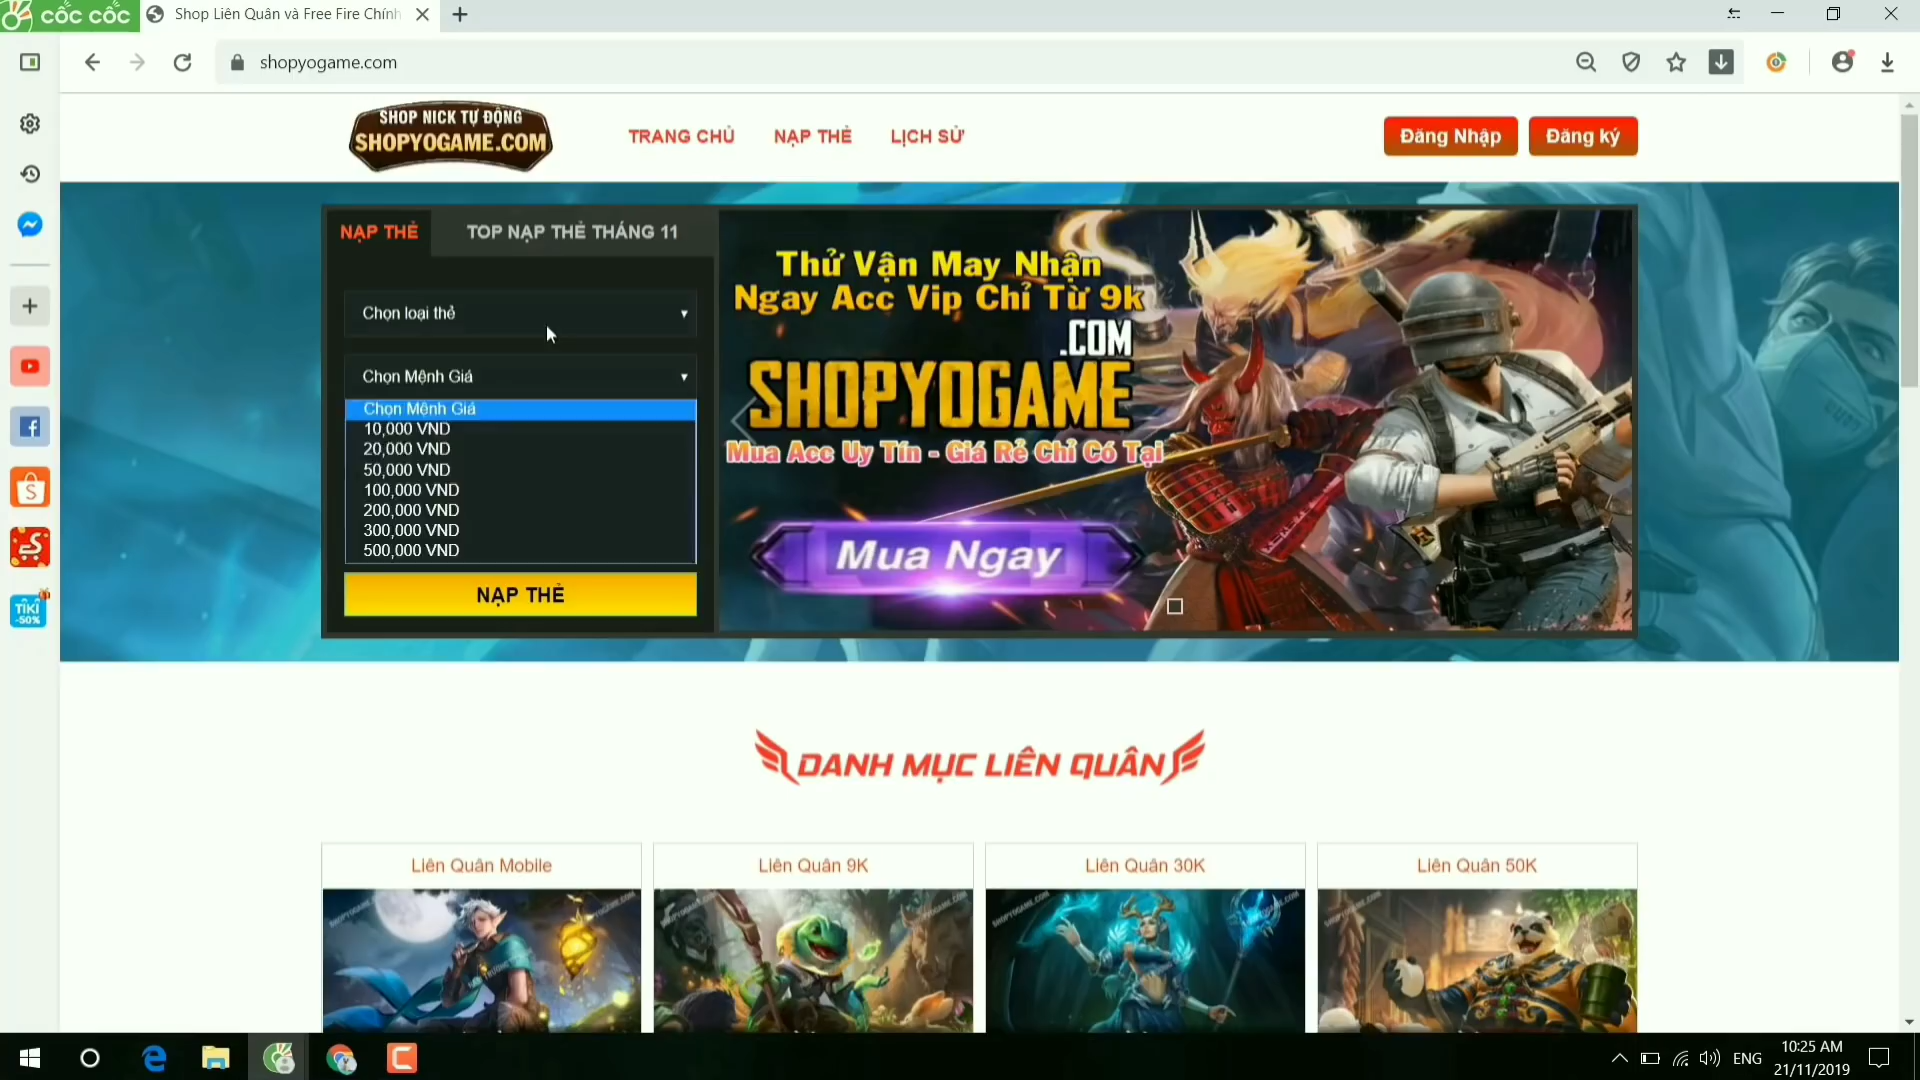 cốc cốc
Shop Liên Quân và Free Fire Chính
shopyogame.com
SHOP NICK TỰ ĐỘNG
SHOPYOGAME.COM
TRANG CHỦ
NẠP THẺ
LỊCH SỬ
Đăng Nhập
Đăng ký
NẠP THẺ
TOP NẠP THẺ THÁNG 11
Chọn loại thẻ
Chọn Mệnh Giá
Chọn Mệnh Giá
10,000 VND
20,000 VND
50,000 VND
100,000 VND
200,000 VND
300,000 VND
500,000 VND
NẠP THẺ
Thử Vận May Nhận
Ngay Acc Vip Chỉ Từ 9k
.COM
SHOPYOGAME
Mua Acc Uy Tín - Giá Rẻ Chỉ Có Tại
Mua Ngay
DANH MỤC LIÊN QUÂN
Liên Quân Mobile
Liên Quân 9K
Liên Quân 30K
Liên Quân 50K
SHOPYOGAME.COM
SHOPYOGAME.COM
TIKI
-50%
ENG
10:25 AM
21/11/2019